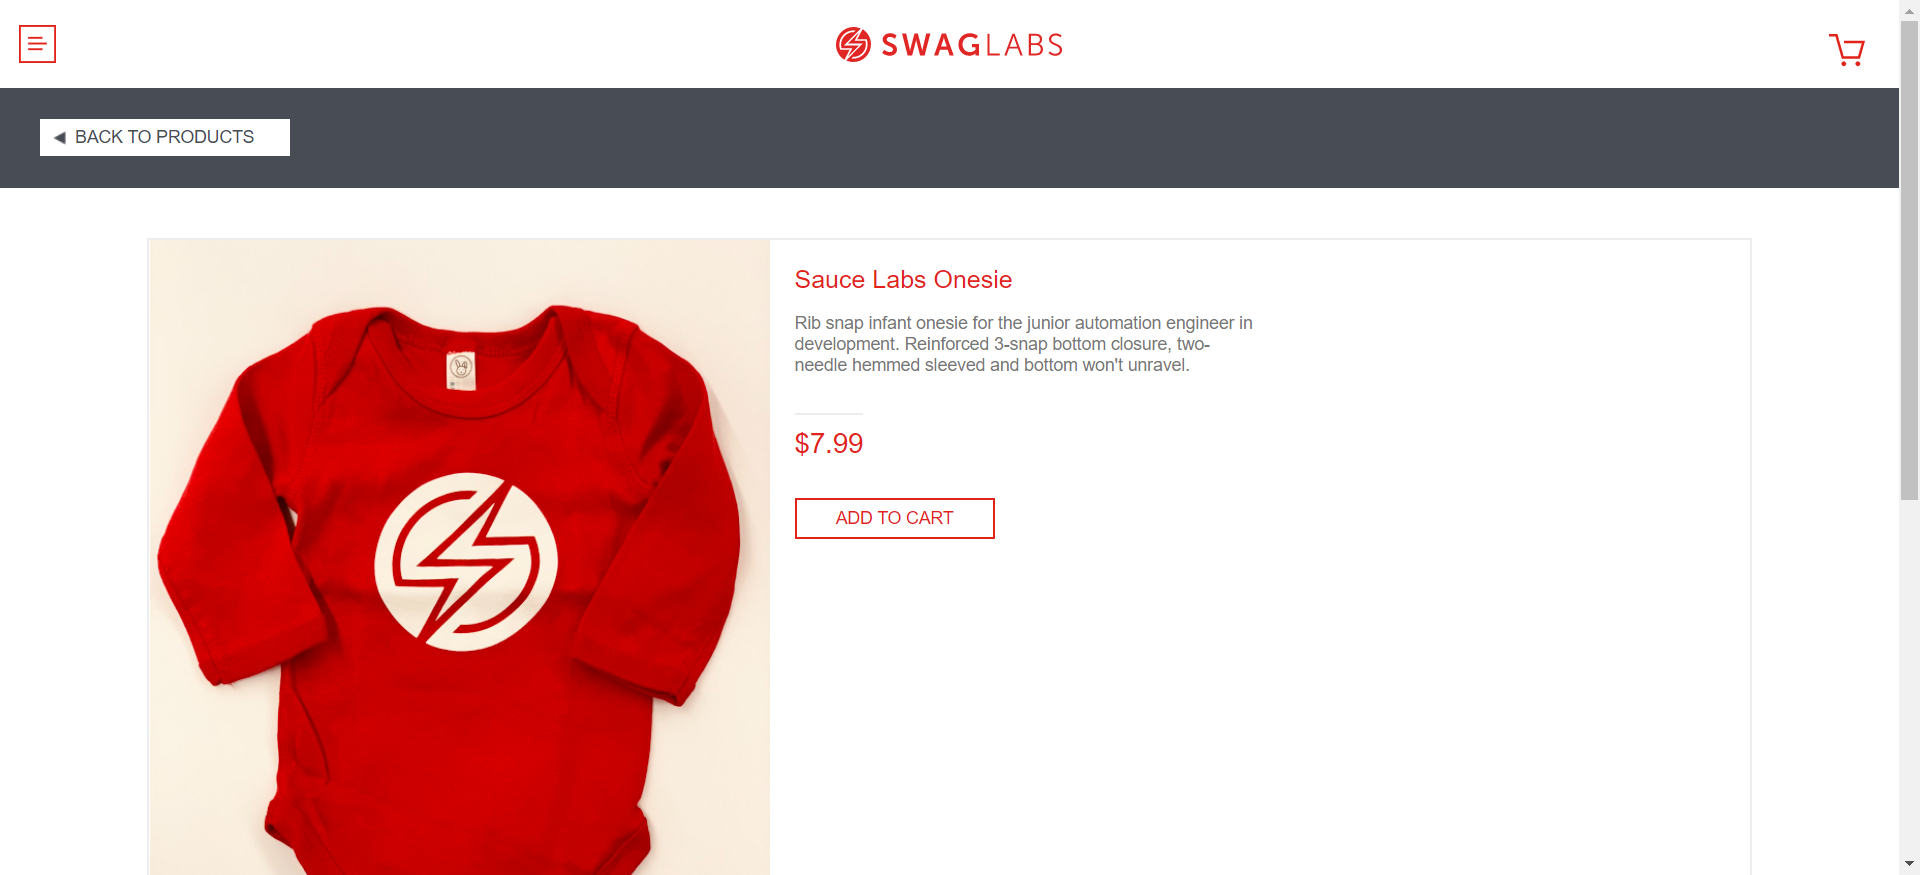 SWAGLABS
BACK TO PRODUCTS
Sauce Labs Onesie
Rib snap infant onesie for the junior automation engineer in
development. Reinforced 3-snap bottom closure, two-
needle hemmed sleeved and bottom won't unravel.
$7.99
ADD TO CART